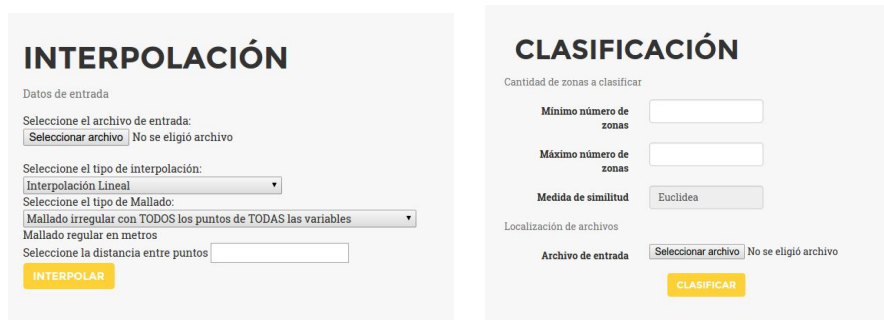 INTERPOLACIÓN
Datos de entrada
Seleccione el archivo de entrada:
Seleccionar archivo No se eligió archivo
Seleccione el tipo de interpolación:
Interpolación Lineal
Seleccione el tipo de Mallado:
Mallado irregular con TODOS los puntos de TODAS las variables
Mallado regular en metros
Seleccione la distancia entre puntos
INTERPOLAR
CLASIFICACIÓN
Cantidad de zonas a clasificar
Mínimo número de
zonas
Máximo número de
zonas
Medida de similitud Euclidea
Localización de archivos
Archivo de entrada Seleccionar archivo No se eligió archivo
CLASIFICAR